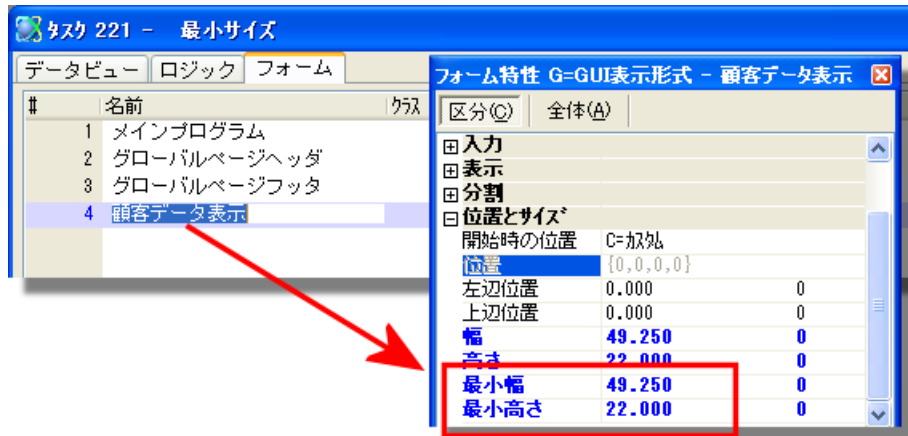 タスク 221 - 最小サイズ
データビュー ロジック フォーム
# 名前 クラス
1 メインプログラム
2 グローバルページヘッダ
3 グローバルページフッタ
4 顧客データ表示
フォーム特性 G=GUI表示形式 - 顧客データ表示
区分(C) 全体(A)
入力
表示
分割
位置とサイズ
開始時の位置 C=カスタム
位置 {0,0,0,0}
左辺位置 0.000 0
上辺位置 0.000 0
幅 49.250 0
高さ 22.000 0
最小幅 49.250 0
最小高さ 22.000 0